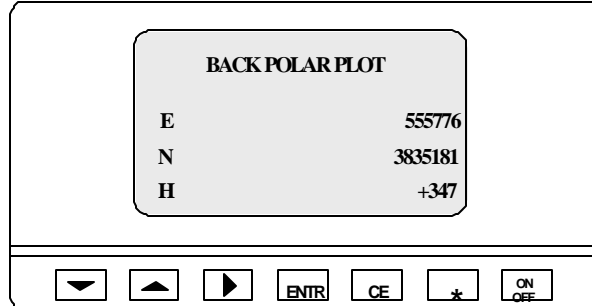 BACK POLAR PLOT
E 555776
N 3835181
H +347
ENTR CE * ON
OFF